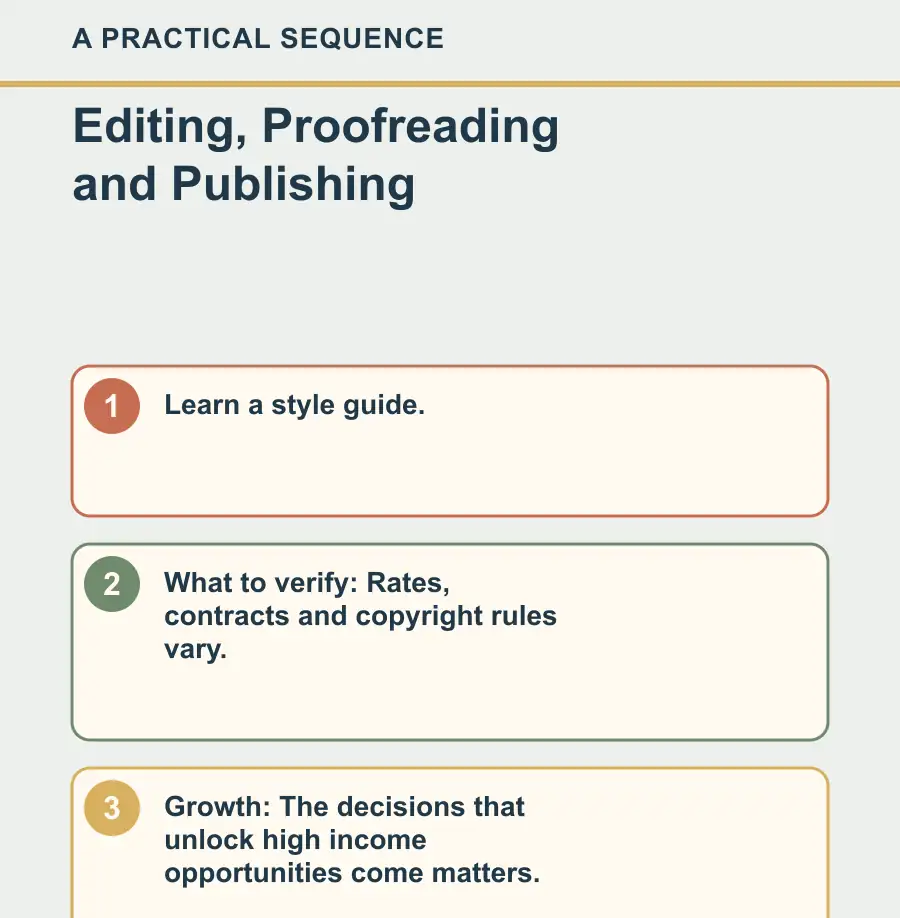 A PRACTICAL SEQUENCE
Editing, Proofreading
and Publishing
1
Learn a style guide.
2
What to verify: Rates,
contracts and copyright rules
vary.
3
Growth: The decisions that
unlock high income
opportunities come matters.